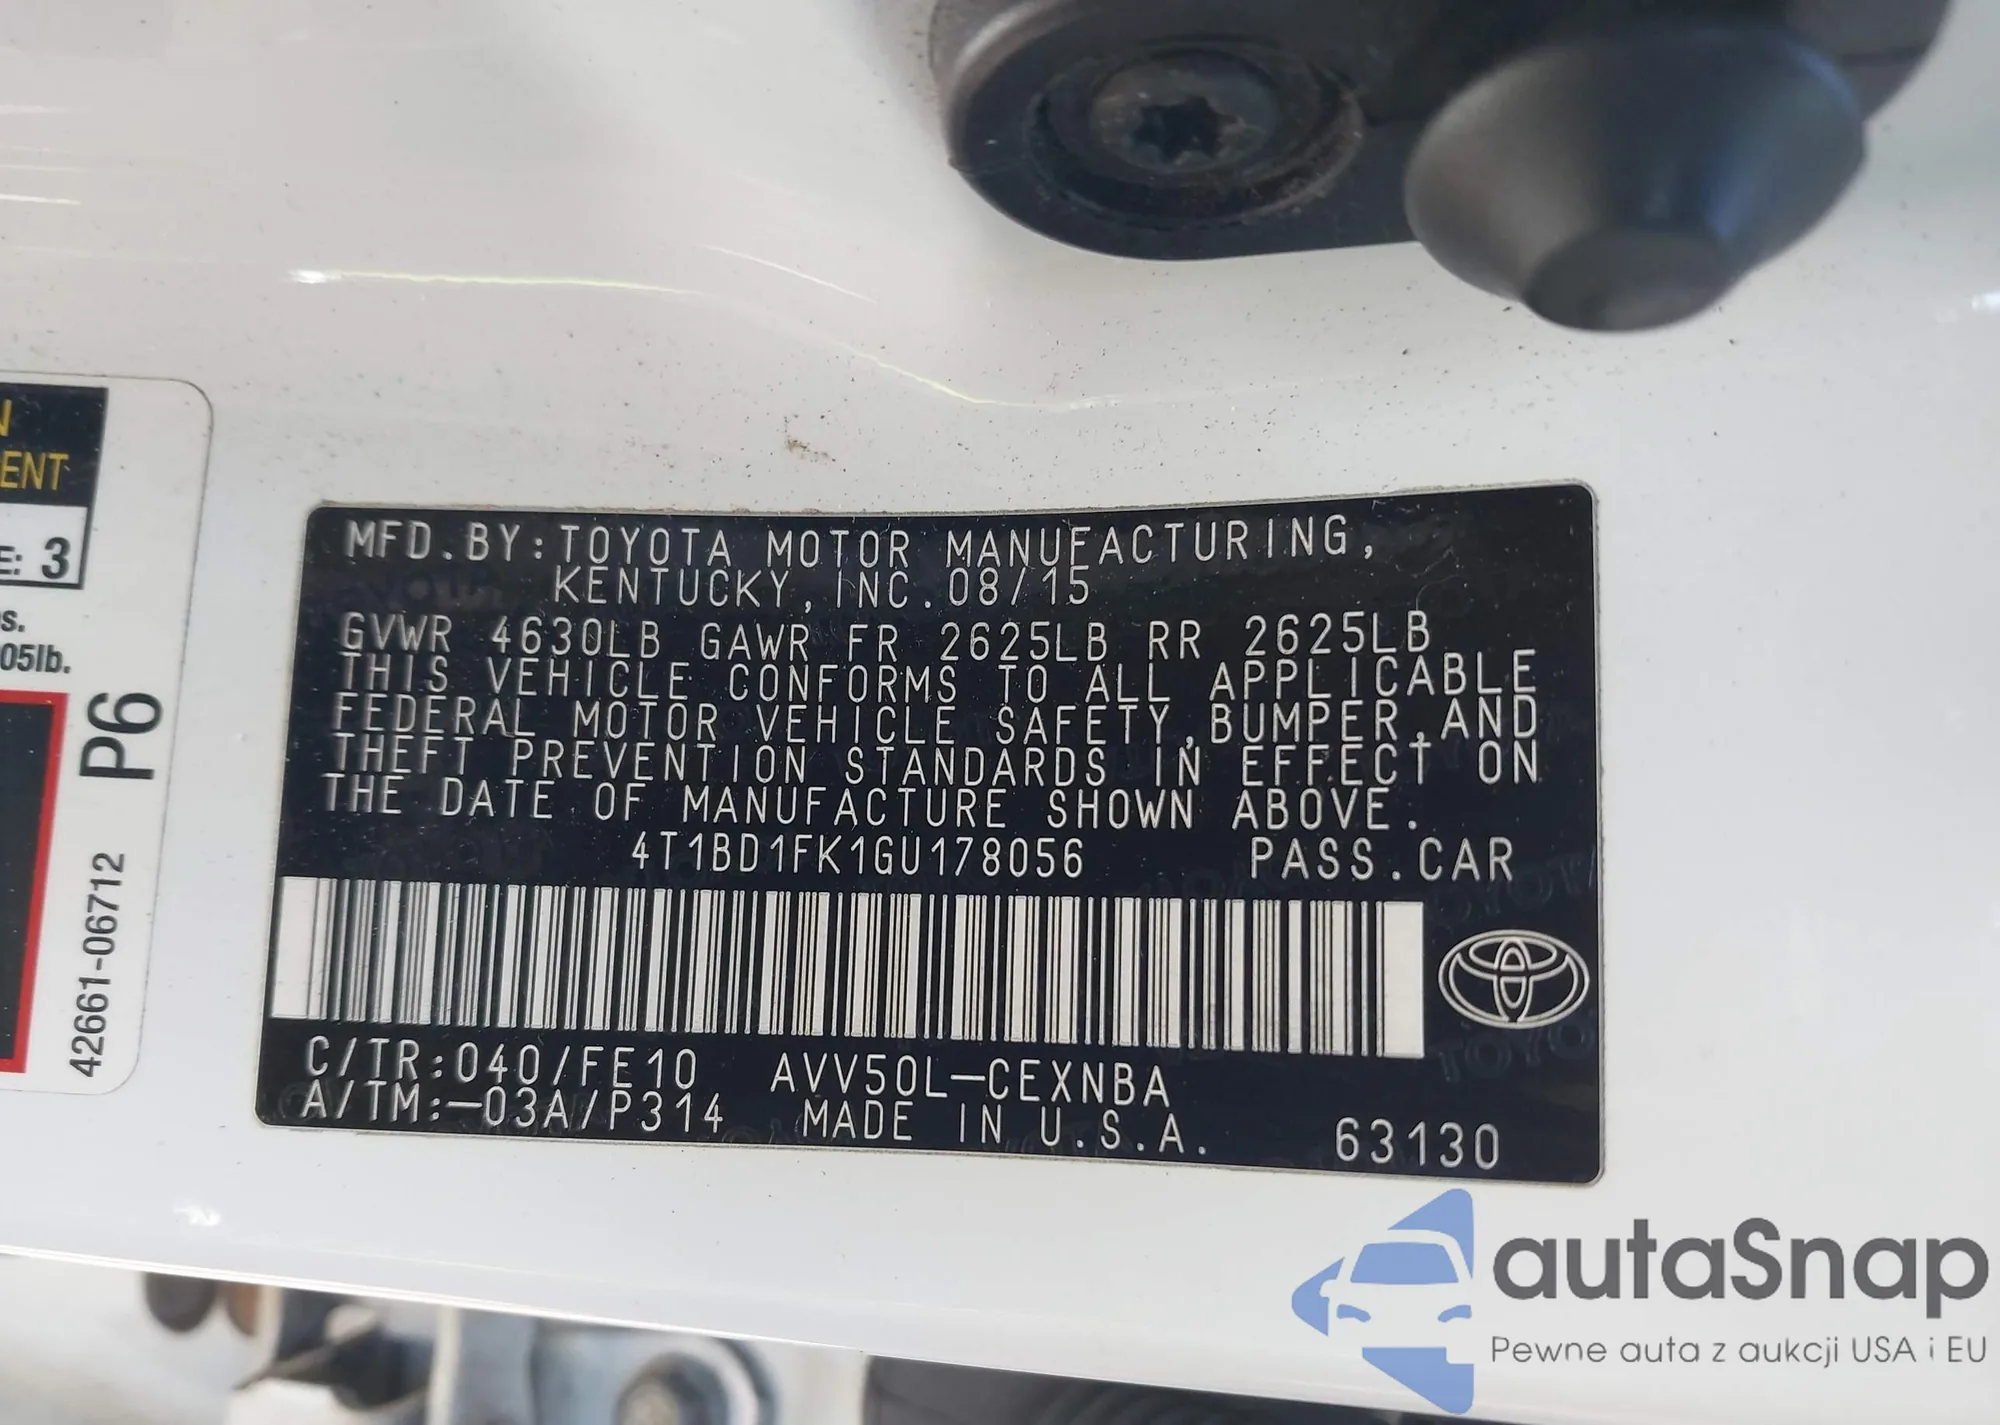 N
ENT
E: 3
s.
05lb.
P6
42661-06712
MFD.BY:TOYOTA MOTOR MANUFACTURING,
KENTUCKY,INC.08/15
GVWR 4630LB GAWR FR 2625LB RR 2625LB
THIS VEHICLE CONFORMS TO ALL APPLICABLE
FEDERAL MOTOR VEHICLE SAFETY,BUMPER,AND
THEFT PREVENTION STANDARDS IN EFFECT ON
THE DATE OF MANUFACTURE SHOWN ABOVE.
4T1BD1FK1GU178056 PASS.CAR
C/TR:040/FE10 AVV50L-CEXNBA
A/TM:-03A/P314 MADE IN U.S.A. 63130
autaSnap
Pewne auta z aukcji USA i EU